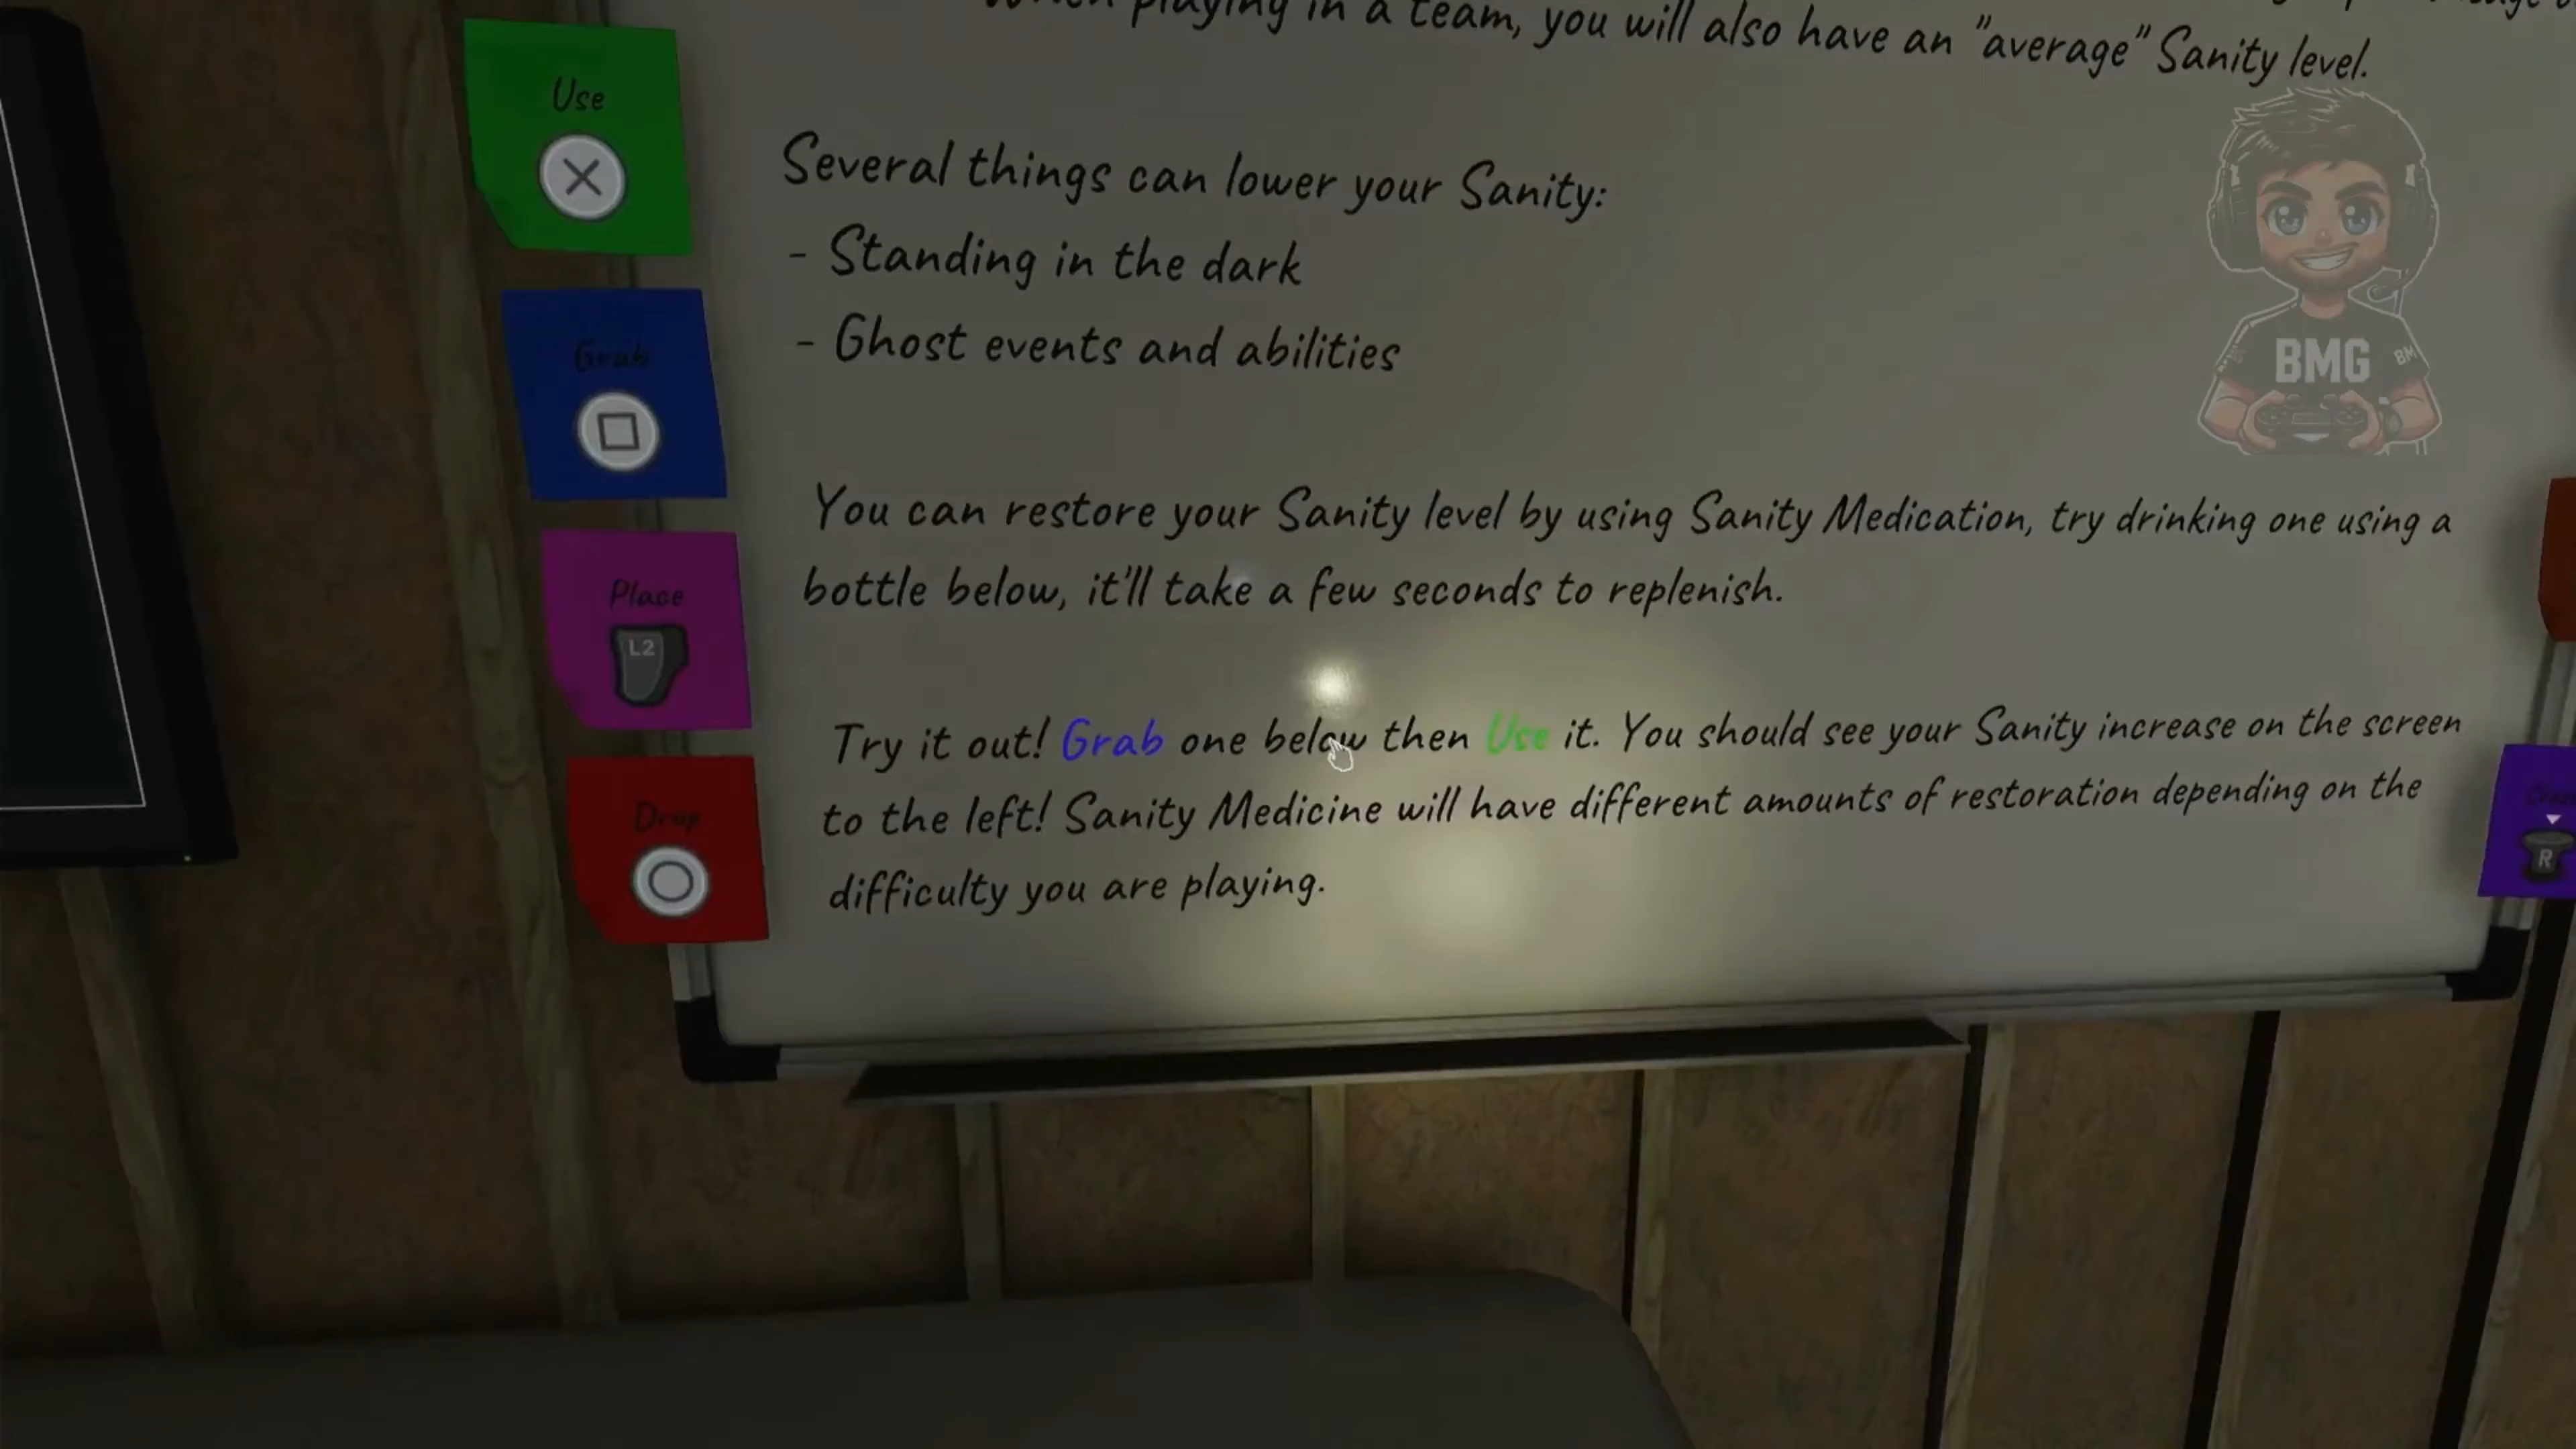 playing in a team, you will also have an "average" Sanity level.
Use
Several things can lower your Sanity:
- Standing in the dark
- Ghost events and abilities
Grab
BMG
BM
You can restore your Sanity level by using Sanity Medication, try drinking one using a
bottle below, it'll take a few seconds to replenish.
Place
L2
Try it out! Grab one below then Use it. You should see your Sanity increase on the screen
to the left! Sanity Medicine will have different amounts of restoration depending on the
difficulty you are playing.
Drop
R